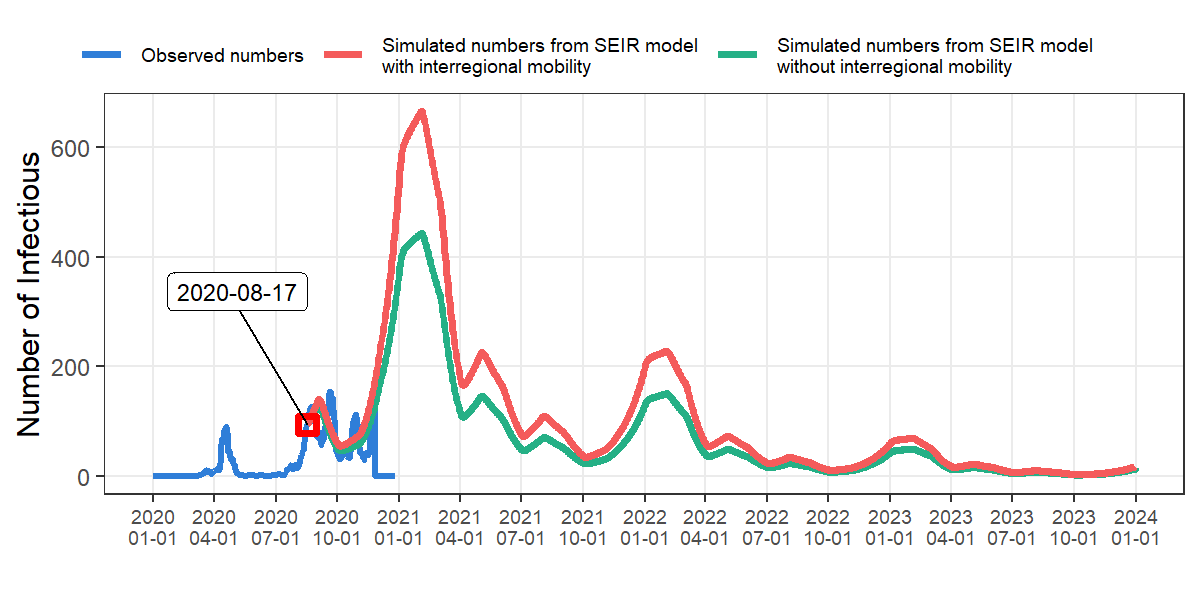 Observed numbers
Simulated numbers from SEIR model
with interregional mobility
Simulated numbers from SEIR model
without interregional mobility
Number of Infectious
600
400
200
0
2020-08-17
2020 2020 2020 2020 2021 2021 2021 2021 2022 2022 2022 2022 2023 2023 2023 2023 2024
01-01 04-01 07-01 10-01 01-01 04-01 07-01 10-01 01-01 04-01 07-01 10-01 01-01 04-01 07-01 10-01 01-01